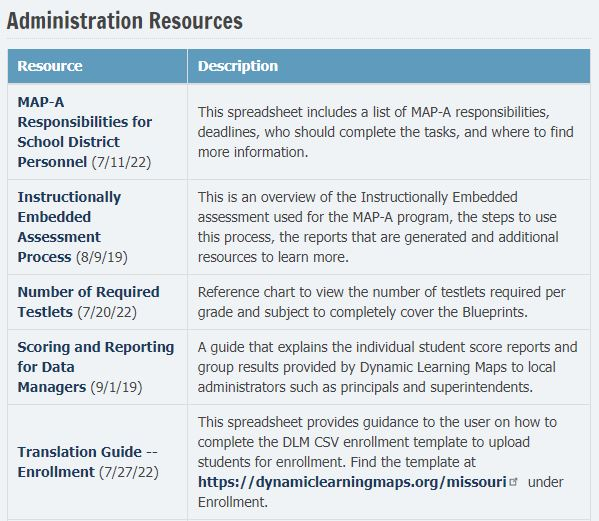 Administration Resources
Resource
Description
MAP-A
Responsibilities for
School District
Personnel (7/11/22)
This spreadsheet includes a list of MAP-A responsibilities,
deadlines, who should complete the tasks, and where to find
more information.
Instructionally
Embedded
Assessment
Process (8/9/19)
This is an overview of the Instructionally Embedded
assessment used for the MAP-A program, the steps to use
this process, the reports that are generated and additional
resources to learn more.
Number of Required
Testlets (7/20/22)
Reference chart to view the number of testlets required per
grade and subject to completely cover the Blueprints.
Scoring and Reporting
for Data
Managers (9/1/19)
A guide that explains the individual student score reports and
group results provided by Dynamic Learning Maps to local
administrators such as principals and superintendents.
Translation Guide --
Enrollment (7/27/22)
This spreadsheet provides guidance to the user on how to
complete the DLM CSV enrollment template to upload
students for enrollment. Find the template at
https://dynamiclearningmaps.org/missouri under
Enrollment.